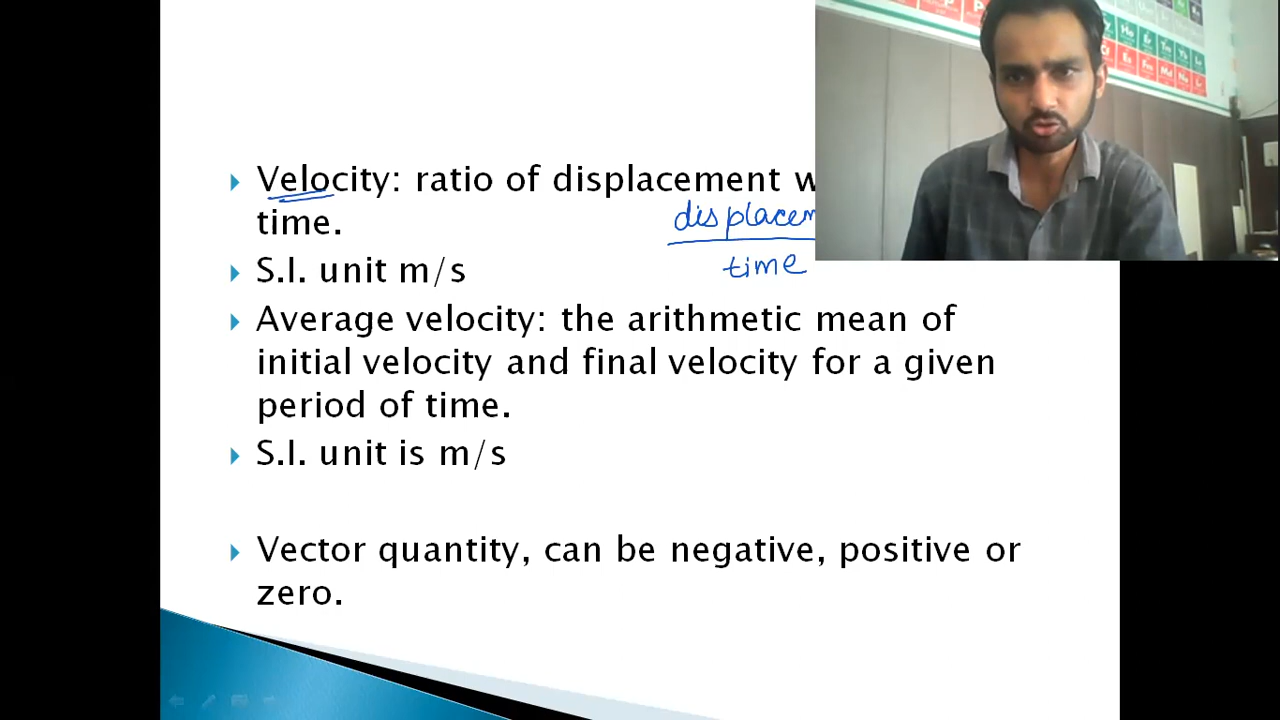 Velocity: ratio of displacement
time.
time
S.I. unit m/s
Average velocity: the arithmetic mean of
initial velocity and final velocity for a given
period of time.
S.I. unit is m/s
Vector quantity, can be negative, positive or
zero.